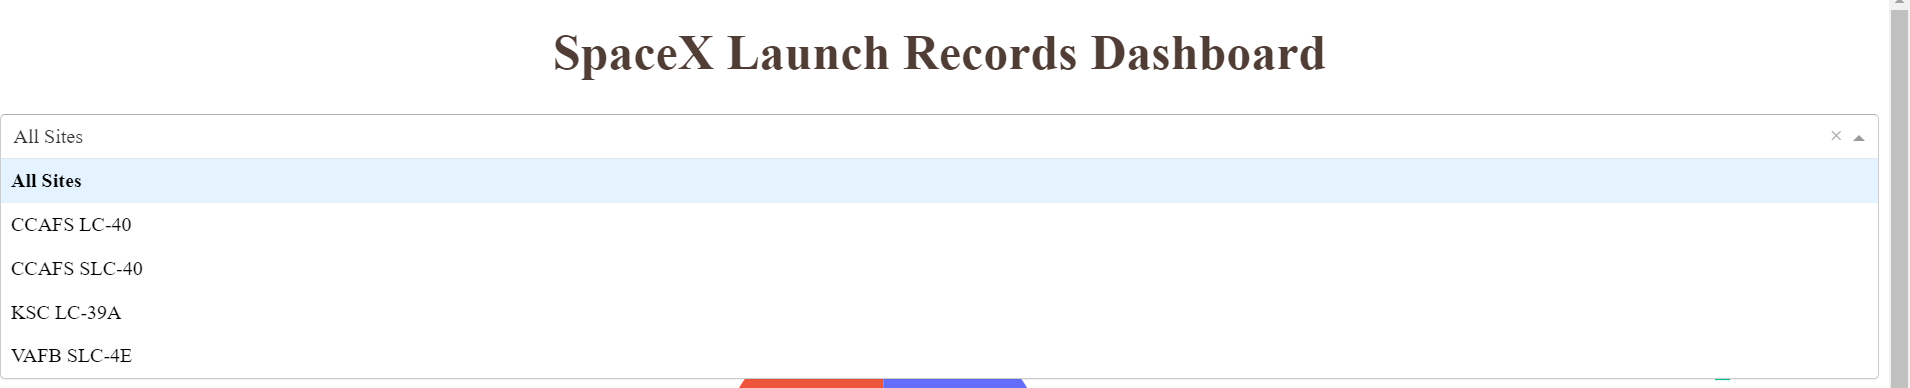 SpaceX Launch Records Dashboard
All Sites
All Sites
CCAFS LC-40
CCAFS SLC-40
KSC LC-39A
VAFB SLC-4E